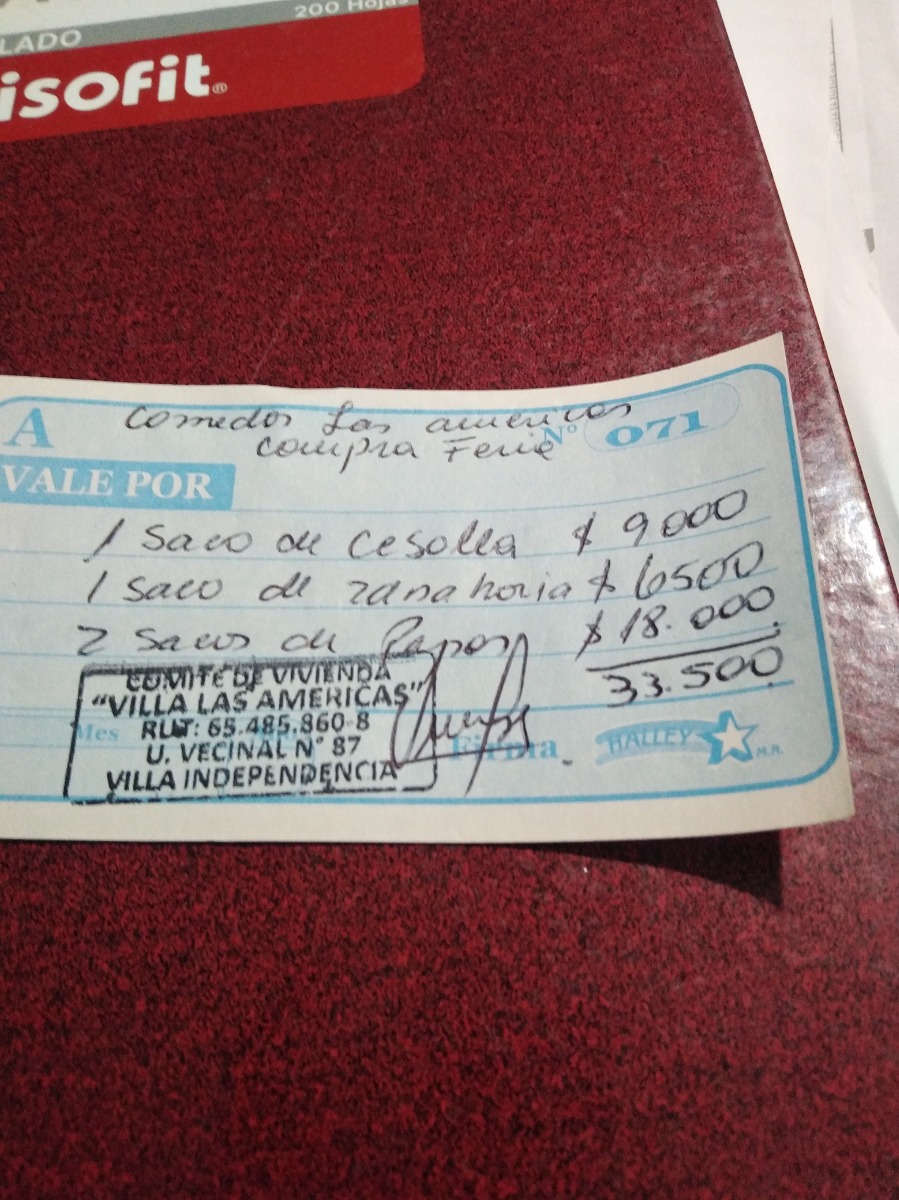 200 Hojas
LADO
isofit®
A
Comedor Las americas
compra Feria
N° 071
VALE POR
1 Saco de cesolla $ 9000
1 saco de zanahoria $ 6500
2 sacos de Papas $ 18.000
33.500
COMITE DE VIVIENDA
"VILLA LAS AMERICAS"
RUT: 65.485.860-8
U. VECINAL N° 87
VILLA INDEPENDENCIA
Mes
Firma
HALLEY M.R.